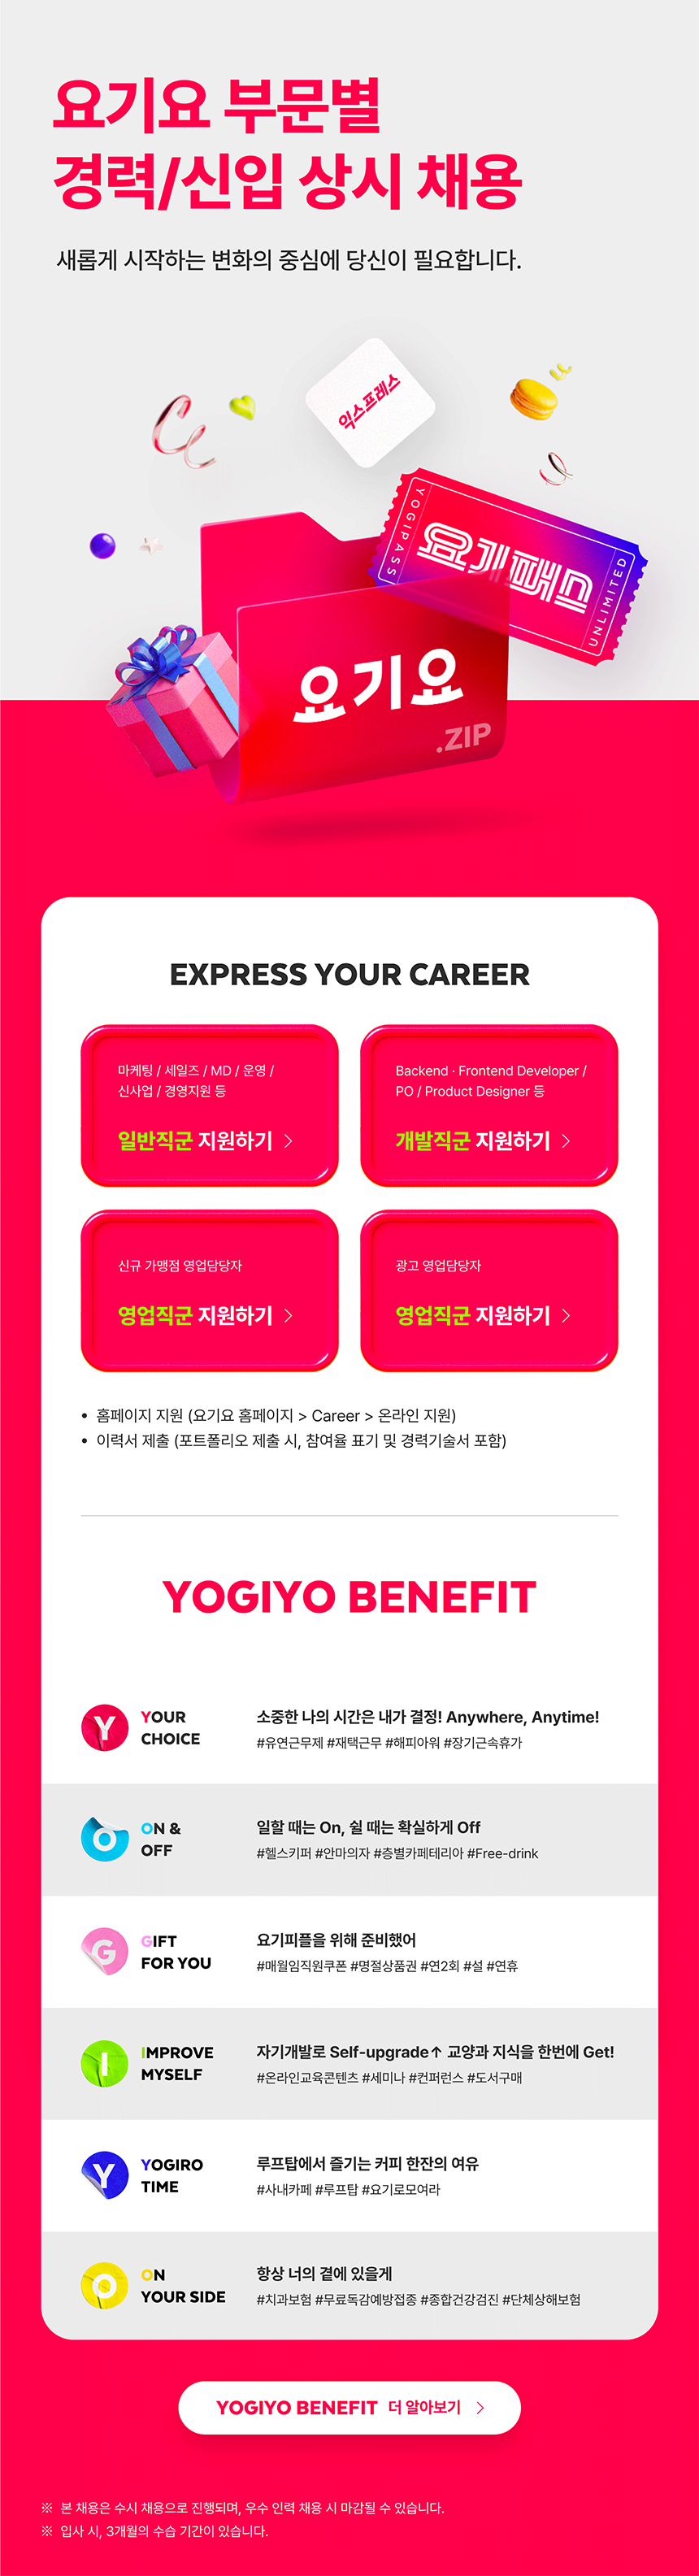 요기요 부문별
경력/신입 상시 채용
새롭게 시작하는 변화의 중심에 당신이 필요합니다.
익스프레스
YOGIPASS
요기패스
UNLIMITED
요기요
.ZIP
EXPRESS YOUR CAREER
마케팅 / 세일즈 / MD / 운영 /
신사업 / 경영지원 등
일반직군 지원하기 >
Backend · Frontend Developer /
PO / Product Designer 등
개발직군 지원하기 >
신규 가맹점 영업담당자
영업직군 지원하기 >
광고 영업담당자
영업직군 지원하기 >
• 홈페이지 지원 (요기요 홈페이지 > Career > 온라인 지원)
• 이력서 제출 (포트폴리오 제출 시, 참여율 표기 및 경력기술서 포함)
YOGIYO BENEFIT
Y
YOUR
CHOICE
소중한 나의 시간은 내가 결정! Anywhere, Anytime!
#유연근무제 #재택근무 #해피아워 #장기근속휴가
O
ON &
OFF
일할 때는 On, 쉴 때는 확실하게 Off
#헬스키퍼 #안마의자 #층별카페테리아 #Free-drink
G
GIFT
FOR YOU
요기피플을 위해 준비했어
#매월임직원쿠폰 #명절상품권 #연2회 #설 #연휴
I
IMPROVE
MYSELF
자기개발로 Self-upgrade↑ 교양과 지식을 한번에 Get!
#온라인교육콘텐츠 #세미나 #컨퍼런스 #도서구매
Y
YOGIRO
TIME
루프탑에서 즐기는 커피 한잔의 여유
#사내카페 #루프탑 #요기로모여라
O
ON
YOUR SIDE
항상 너의 곁에 있을게
#치과보험 #무료독감예방접종 #종합건강검진 #단체상해보험
YOGIYO BENEFIT 더 알아보기 >
※ 본 채용은 수시 채용으로 진행되며, 우수 인력 채용 시 마감될 수 있습니다.
※ 입사 시, 3개월의 수습 기간이 있습니다.